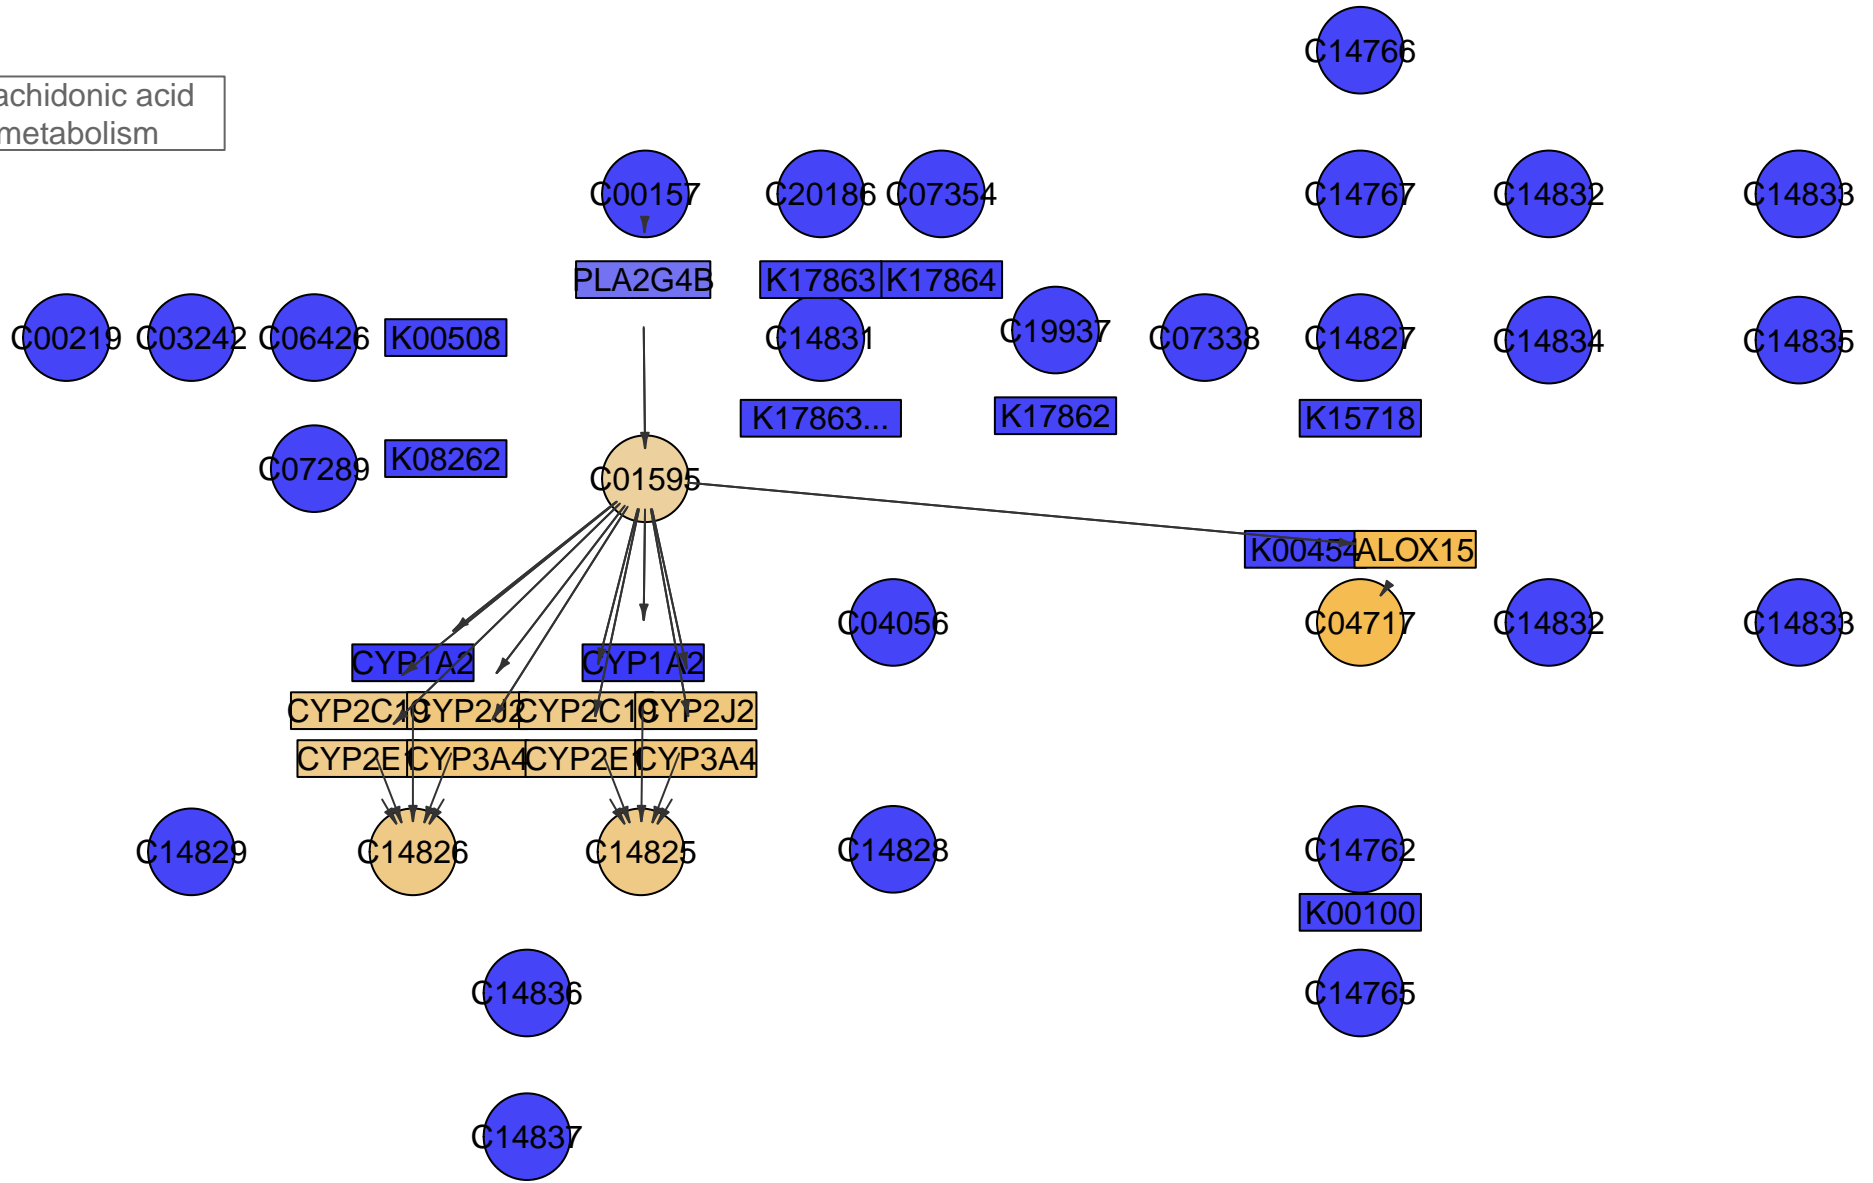 C14766
achidonic acid
metabolism
C00157
C20186
C07354
C14767
C14832
C14833
PLA2G4B
K17863
K17864
C00219
C03242
C06426
K00508
C14831
C19937
C07338
C14827
C14834
C14835
K17863...
K17862
K15718
C07289
K08262
C01595
K00454
ALOX15
C04056
C04717
C14832
C14833
CYP1A2
CYP1A2
CYP2C19
CYP2J2
CYP2C19
CYP2J2
CYP2E1
CYP3A4
CYP2E1
CYP3A4
C14829
C14826
C14825
C14828
C14762
K00100
C14836
C14765
C14837